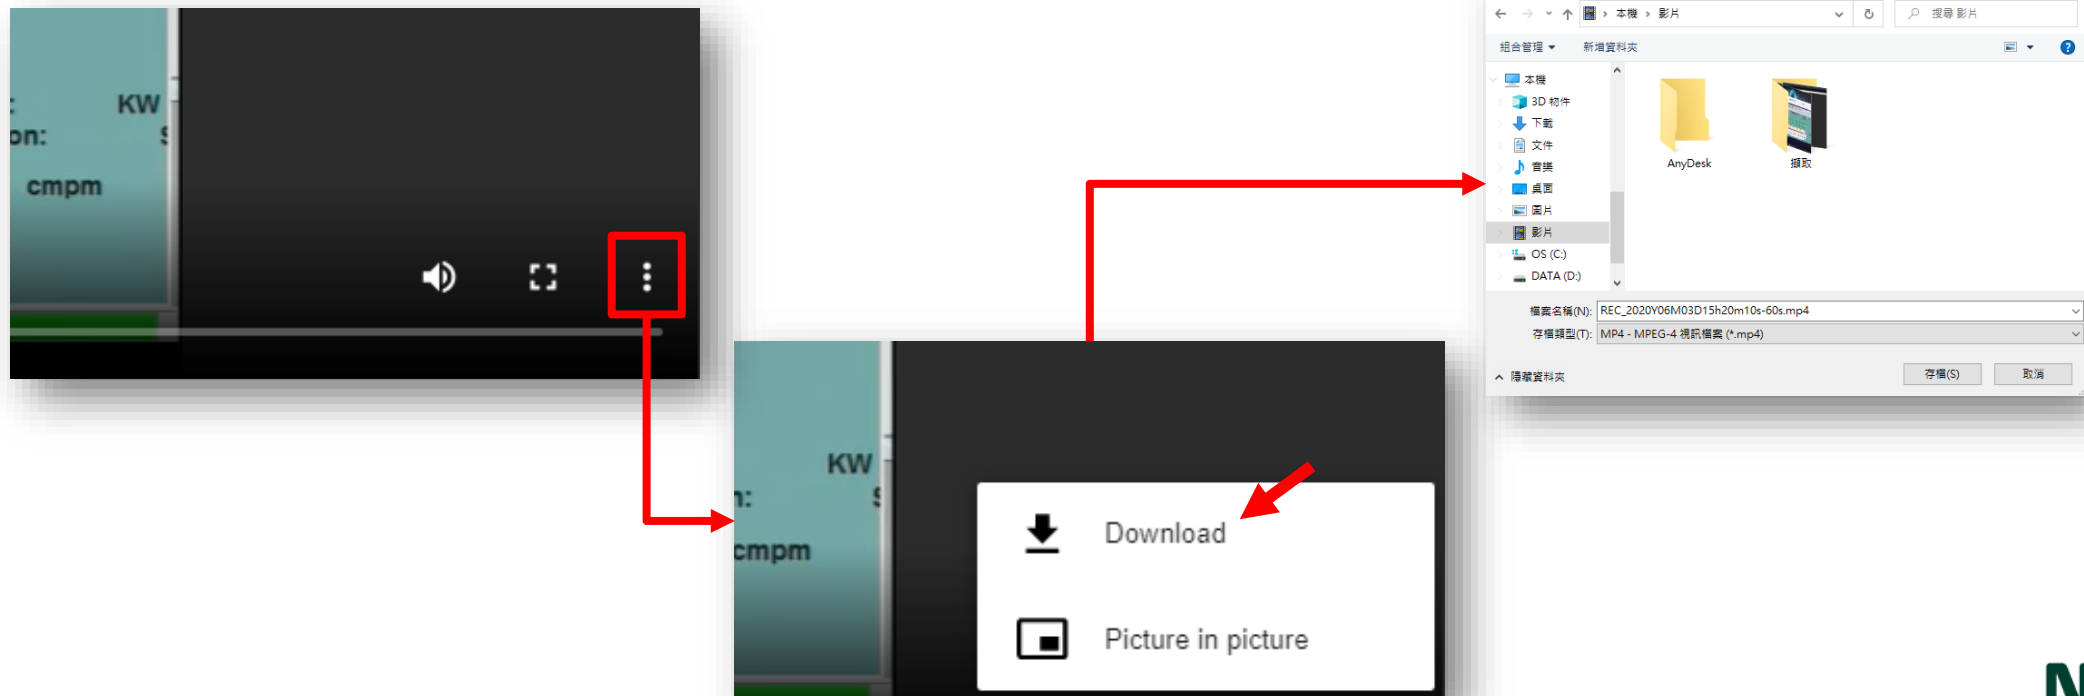 KW
on:
cmpm
KW
cmpm
Download
Picture in picture
本機 › 影片
搜尋 影片
組合管理
新增資料夾
本機
3D 物件
下載
文件
音樂
桌面
圖片
影片
OS (C:)
DATA (D:)
AnyDesk
擷取
檔案名稱(N): REC_2020Y06M03D15h20m10s-60s.mp4
存檔類型(T): MP4 - MPEG-4 視訊檔案 (*.mp4)
隱藏資料夾
存檔(S)
取消